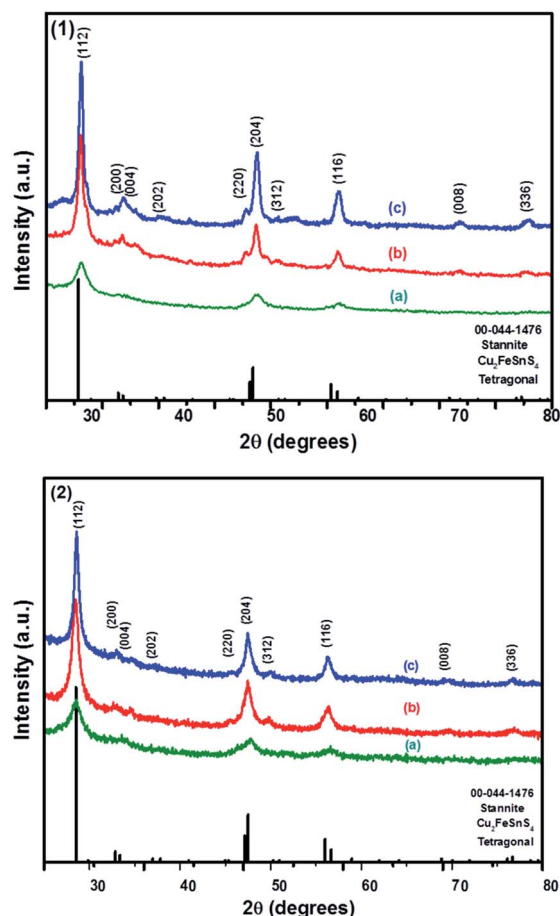 (1)
(112)
(200)
(004)
(202)
(220)
(204)
(312)
(116)
(008)
(336)
(c)
(b)
(a)
00-044-1476
Stannite
Cu₂FeSnS₄
Tetragonal
Intensity (a.u.)
30 40 50 60 70 80
2θ (degrees)
(2)
(112)
(200)
(004)
(202)
(220)
(204)
(312)
(116)
(008)
(336)
(c)
(b)
(a)
00-044-1476
Stannite
Cu₂FeSnS₄
Tetragonal
Intensity (a.u.)
30 40 50 60 70 80
2θ (degrees)